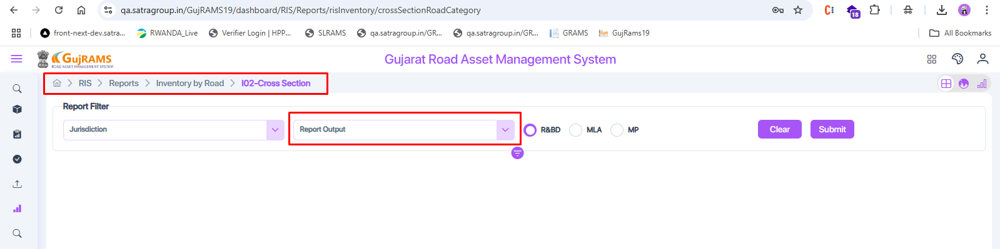 qa.satragroup.in/GujRAMS19/dashboard/RIS/Reports/risInventory/crossSectionRoadCategory
18
front-next-dev.satra...
RWANDA_Live
Verifier Login | HPP...
SLRAMS
qa.satragroup.in/GR...
qa.satragroup.in/GR...
GRAMS
GujRams19
All Bookmarks
GujRAMS
ROAD ASSET MANAGEMENT SYSTEM
Gujarat Road Asset Management System
RIS > Reports > Inventory by Road > I02-Cross Section
Report Filter
Jurisdiction
Report Output
R&BD
MLA
MP
Clear
Submit